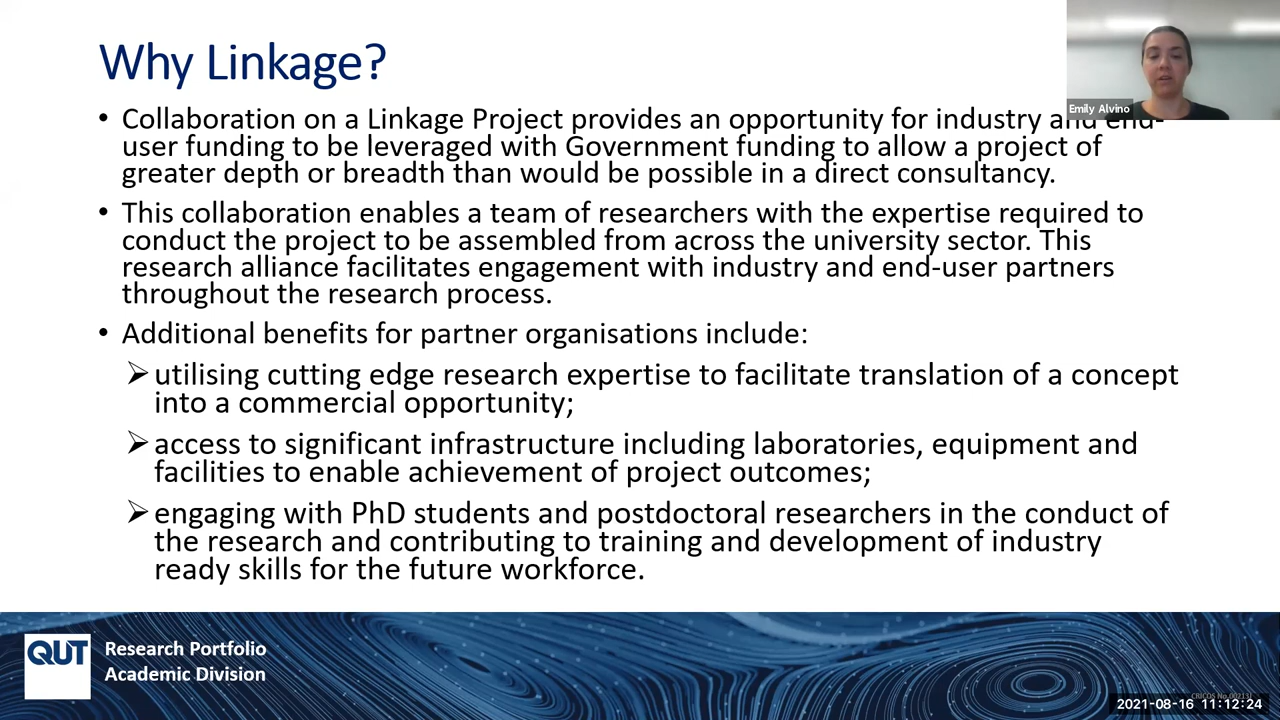 Why Linkage?
Emily Alvino
• Collaboration on a Linkage Project provides an opportunity for industry and end-
user funding to be leveraged with Government funding to allow a project of
greater depth or breadth than would be possible in a direct consultancy.
• This collaboration enables a team of researchers with the expertise required to
conduct the project to be assembled from across the university sector. This
research alliance facilitates engagement with industry and end-user partners
throughout the research process.
• Additional benefits for partner organisations include:
➢ utilising cutting edge research expertise to facilitate translation of a concept
into a commercial opportunity;
➢ access to significant infrastructure including laboratories, equipment and
facilities to enable achievement of project outcomes;
➢ engaging with PhD students and postdoctoral researchers in the conduct of
the research and contributing to training and development of industry
ready skills for the future workforce.
QUT
Research Portfolio
Academic Division
CRICOS No.00213J
2021-08-16 11:12:24